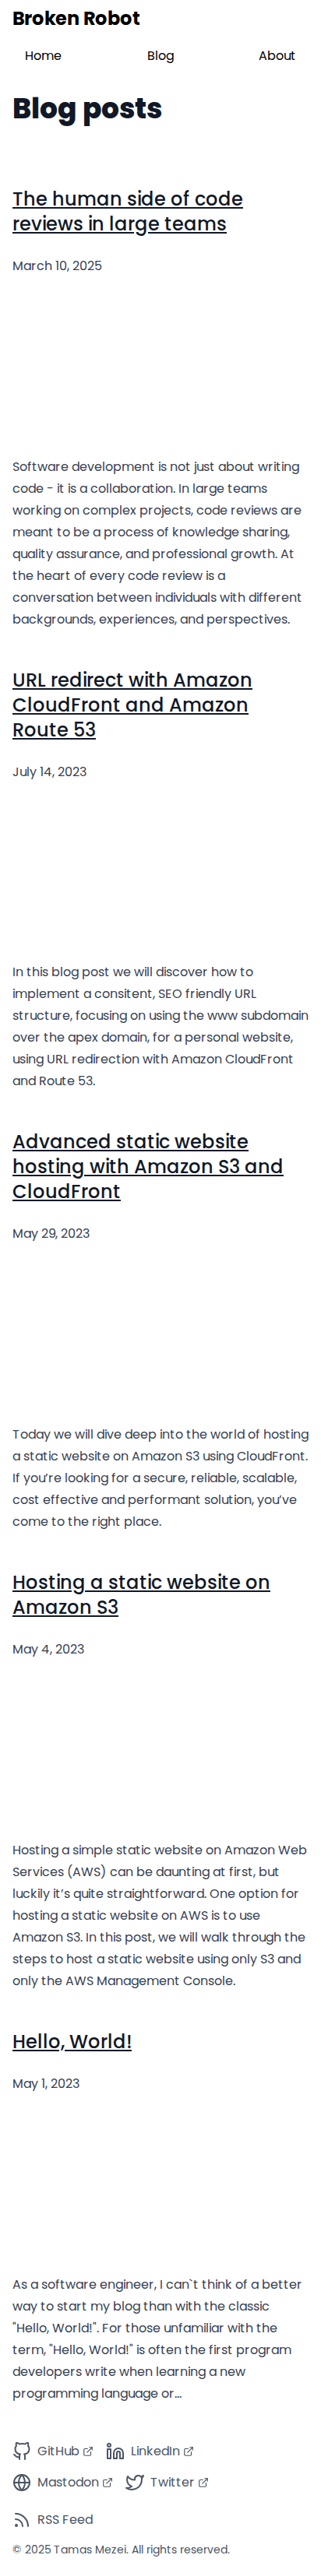 Broken Robot
Home Blog About
Blog posts
The human side of code
reviews in large teams
March 10, 2025
Software development is not just about writing
code - it is a collaboration. In large teams
working on complex projects, code reviews are
meant to be a process of knowledge sharing,
quality assurance, and professional growth. At
the heart of every code review is a
conversation between individuals with different
backgrounds, experiences, and perspectives.
URL redirect with Amazon
CloudFront and Amazon
Route 53
July 14, 2023
In this blog post we will discover how to
implement a consitent, SEO friendly URL
structure, focusing on using the www subdomain
over the apex domain, for a personal website,
using URL redirection with Amazon CloudFront
and Route 53.
Advanced static website
hosting with Amazon S3 and
CloudFront
May 29, 2023
Today we will dive deep into the world of hosting
a static website on Amazon S3 using CloudFront.
If you’re looking for a secure, reliable, scalable,
cost effective and performant solution, you’ve
come to the right place.
Hosting a static website on
Amazon S3
May 4, 2023
Hosting a simple static website on Amazon Web
Services (AWS) can be daunting at first, but
luckily it’s quite straightforward. One option for
hosting a static website on AWS is to use
Amazon S3. In this post, we will walk through the
steps to host a static website using only S3 and
only the AWS Management Console.
Hello, World!
May 1, 2023
As a software engineer, I can`t think of a better
way to start my blog than with the classic
"Hello, World!". For those unfamiliar with the
term, "Hello, World!" is often the first program
developers write when learning a new
programming language or...
GitHub LinkedIn
Mastodon Twitter
RSS Feed
© 2025 Tamas Mezei. All rights reserved.